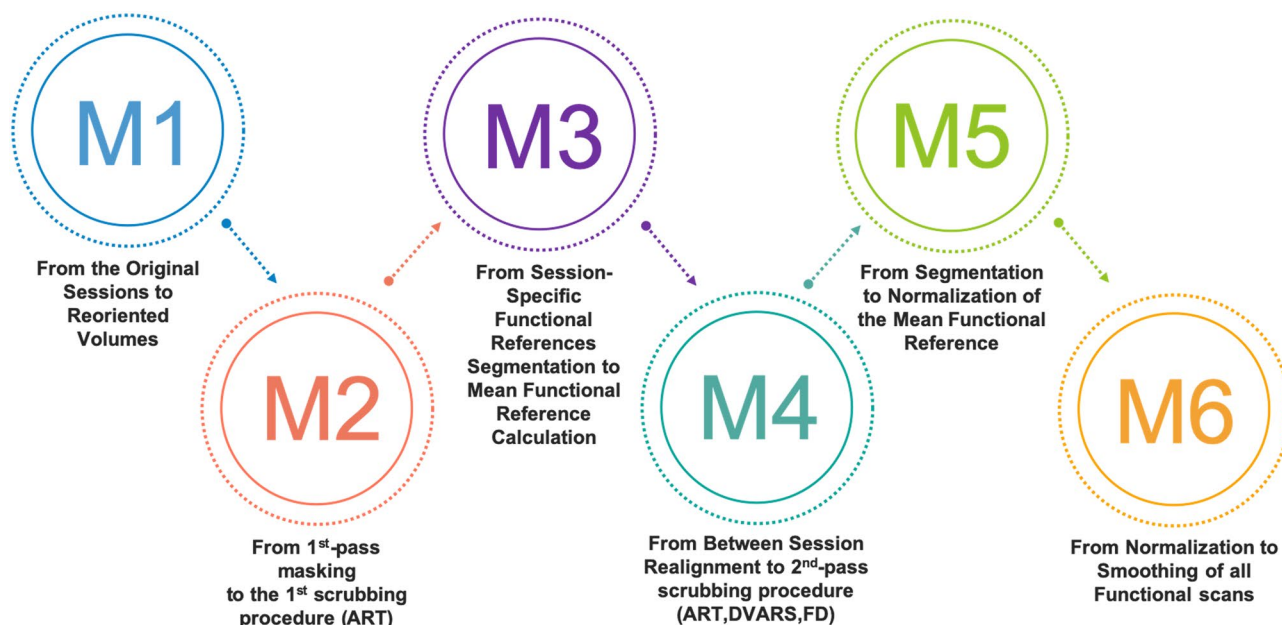 M1
From the Original
Sessions to
Reoriented
Volumes
M2
From 1st-pass
masking
to the 1st scrubbing
procedure (ART)
M3
From Session-
Specific
Functional
References
Segmentation to
Mean Functional
Reference
Calculation
M4
From Between Session
Realignment to 2nd-pass
scrubbing procedure
(ART,DVARS,FD)
M5
From Segmentation
to Normalization of
the Mean Functional
Reference
M6
From Normalization to
Smoothing of all
Functional scans